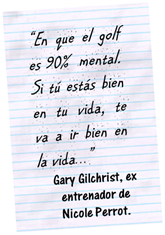 “En que el golf
es 90% mental.
Si tú estás bien
en tu vida, te
va a ir bien en
la vida...”
Gary Gilchrist, ex
entrenador de
Nicole Perrot.